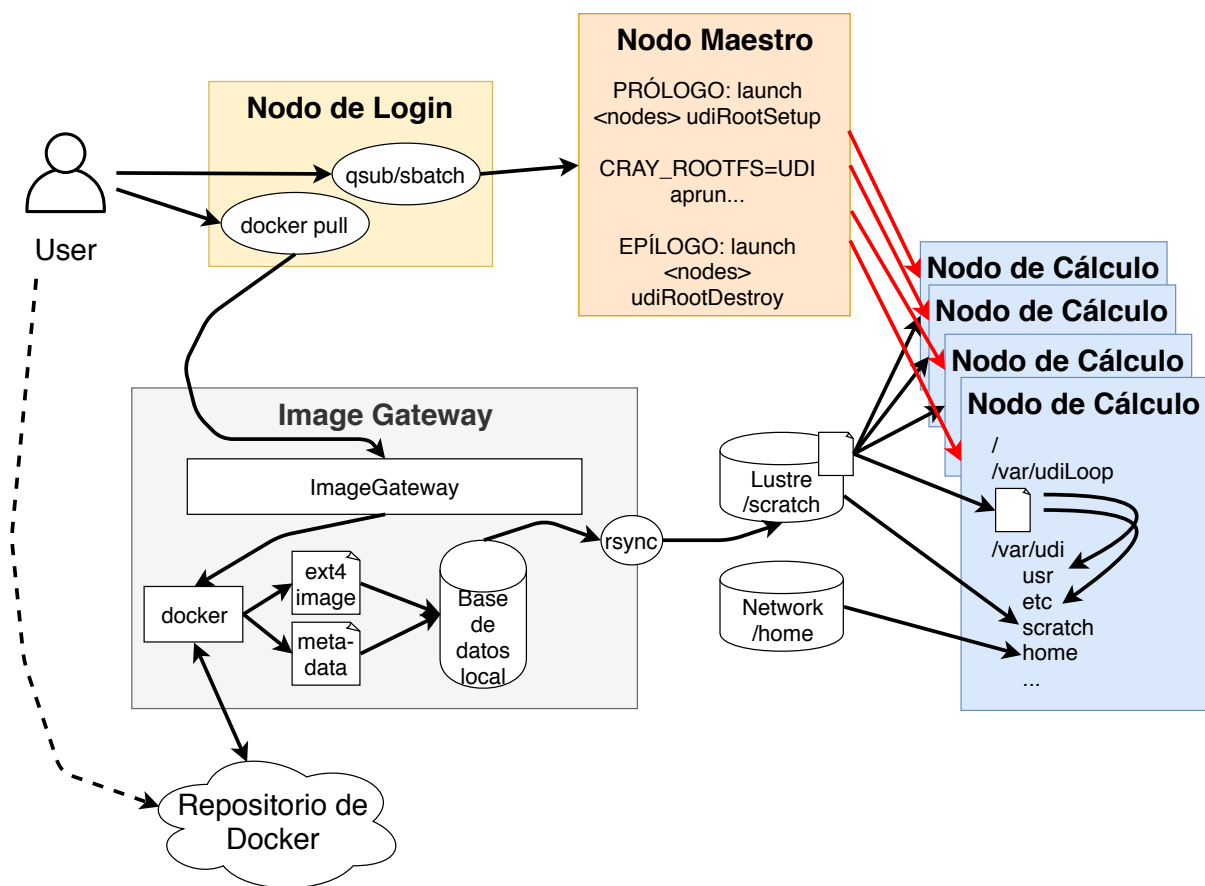 Nodo Maestro
PRÓLOGO: launch
<nodes> udiRootSetup
CRAY_ROOTFS=UDI
aprun...
EPÍLOGO: launch
<nodes>
udiRootDestroy
Nodo de Login
qsub/sbatch
docker pull
User
Nodo de Cálculo
Nodo de Cálculo
Nodo de Cálculo
Nodo de Cálculo
/
/var/udiLoop
/var/udi
usr
etc
scratch
home
...
Image Gateway
ImageGateway
docker
ext4
image
meta-
data
Base
de
datos
local
rsync
Lustre
/scratch
Network
/home
Repositorio de
Docker